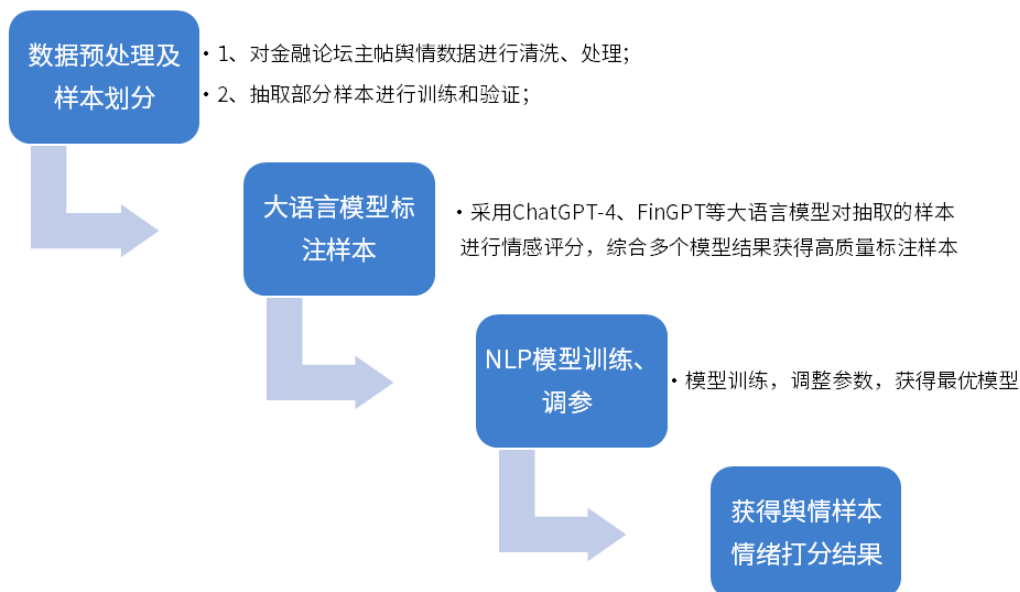 数据预处理及
样本划分
•1、对金融论坛主帖舆情数据进行清洗、处理；
•2、抽取部分样本进行训练和验证；
大语言模型标
注样本
•采用ChatGPT-4、FinGPT等大语言模型对抽取的样本
进行情感评分，综合多个模型结果获得高质量标注样本
NLP模型训练、
调参
•模型训练，调整参数，获得最优模型
获得舆情样本
情绪打分结果